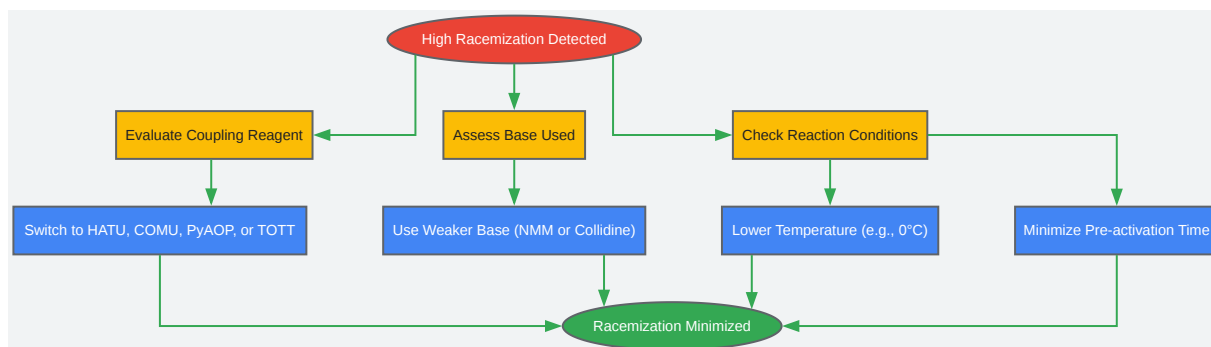 High Racemization Detected
Evaluate Coupling Reagent
Assess Base Used
Check Reaction Conditions
Switch to HATU, COMU, PyAOP, or TOTT
Use Weaker Base (NMM or Collidine)
Lower Temperature (e.g., 0°C)
Minimize Pre-activation Time
Racemization Minimized